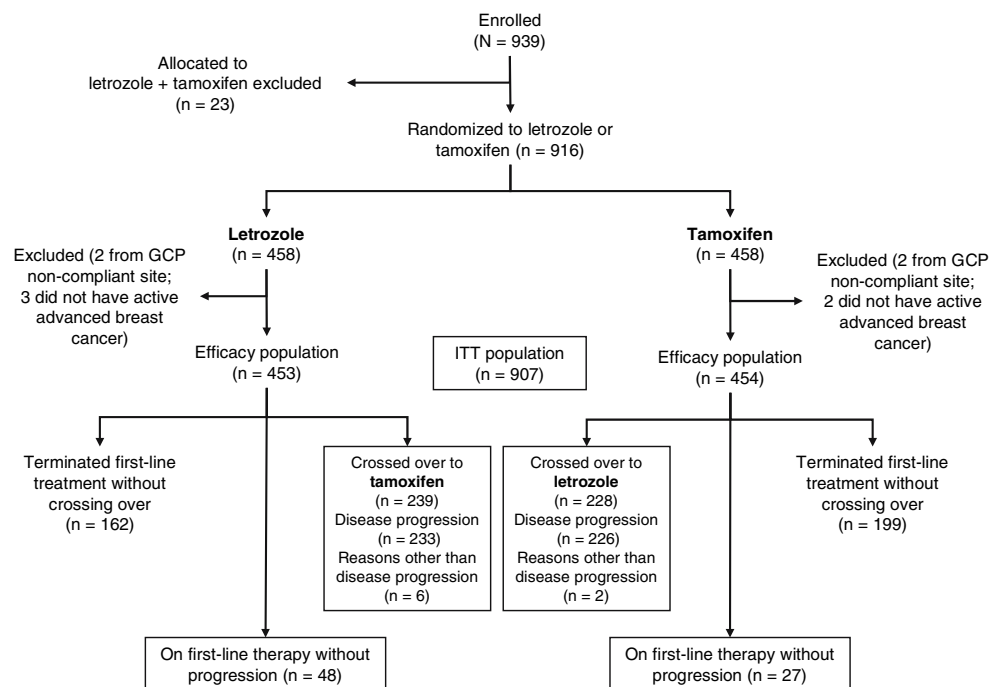 Enrolled
(N = 939)
Allocated to
letrozole + tamoxifen excluded
(n = 23)
Randomized to letrozole or
tamoxifen (n = 916)
Letrozole
(n = 458)
Excluded (2 from GCP
non-compliant site;
3 did not have active
advanced breast
cancer)
Efficacy population
(n = 453)
Tamoxifen
(n = 458)
Excluded (2 from GCP
non-compliant site;
2 did not have active
advanced breast
cancer)
ITT population
(n = 907)
Efficacy population
(n = 454)
Terminated first-line
treatment without
crossing over
(n = 162)
Crossed over to
tamoxifen
(n = 239)
Disease progression
(n = 233)
Reasons other than
disease progression
(n = 6)
Crossed over to
letrozole
(n = 228)
Disease progression
(n = 226)
Reasons other than
disease progression
(n = 2)
Terminated first-line
treatment without
crossing over
(n = 199)
On first-line therapy without
progression (n = 48)
On first-line therapy without
progression (n = 27)